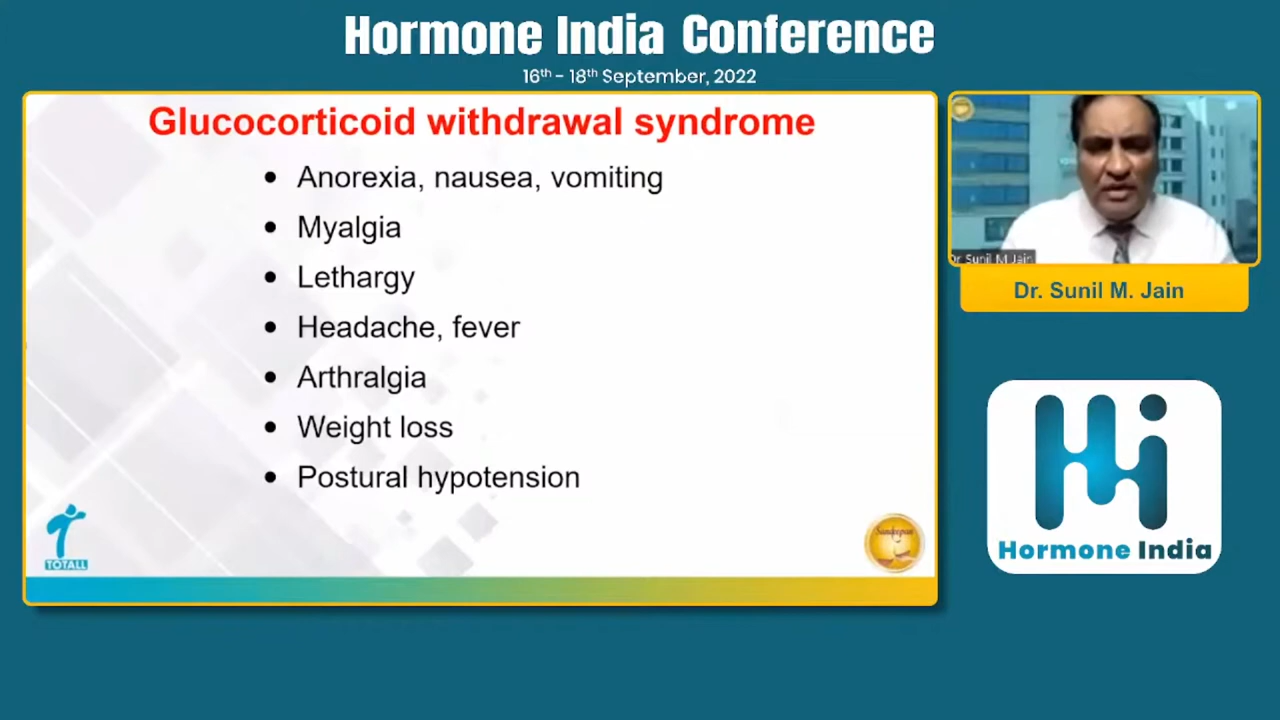 Hormone India Conference
16th - 18th September, 2022
Glucocorticoid withdrawal syndrome
• Anorexia, nausea, vomiting
• Myalgia
• Lethargy
• Headache, fever
• Arthralgia
• Weight loss
• Postural hypotension
TOTALL
Sundeepan
Dr. Sunil M Jain
Dr. Sunil M. Jain
Hormone India